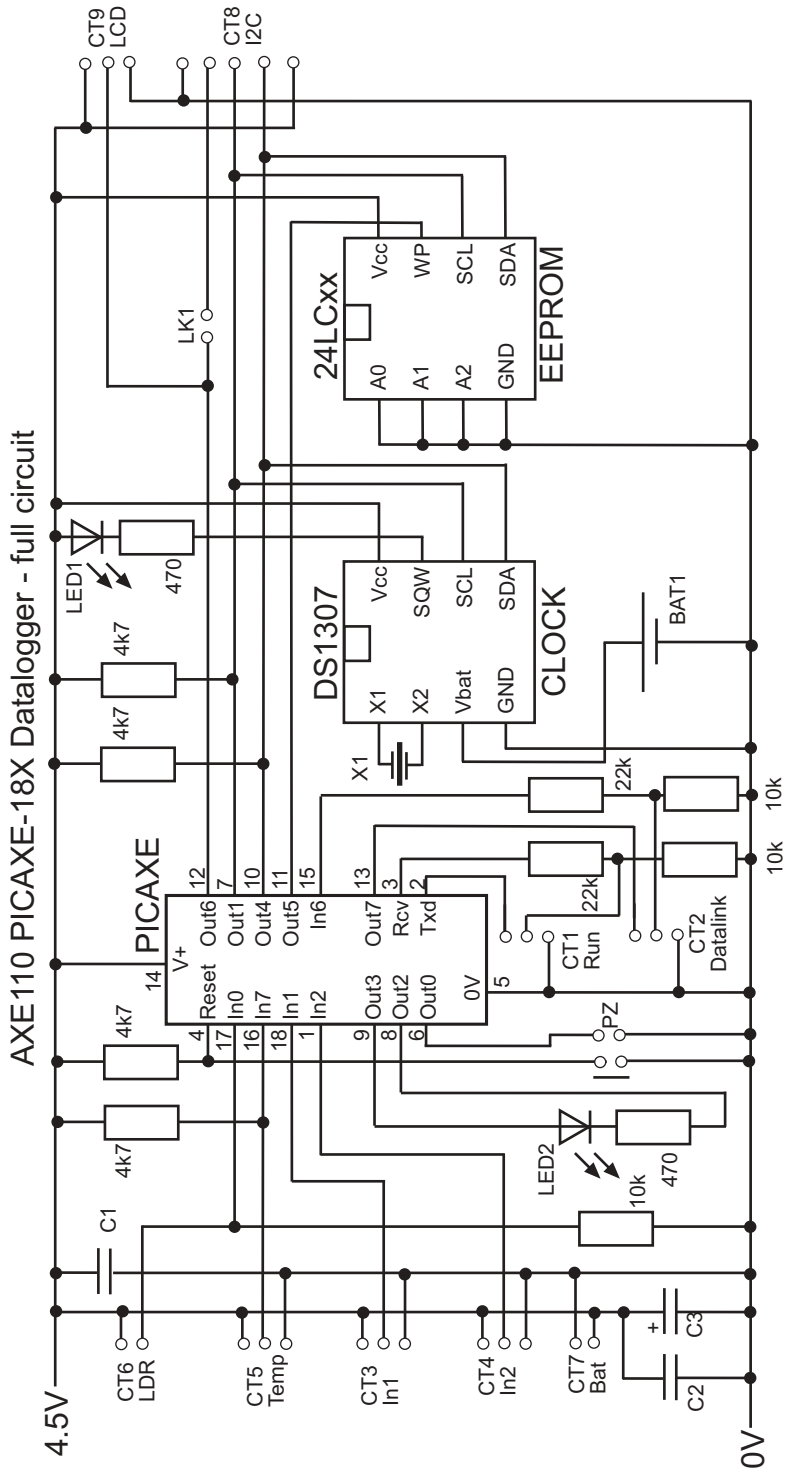 AXE110 PICAXE-18X Datalogger - full circuit
4.5V
0V
CT6
LDR
CT5
Temp
CT3
In1
CT4
In2
CT7
Bat
C1
C2
+
C3
10k
4k7
4k7
LED2
470
PZ
PICAXE
14
V+
4
Reset
17
In0
16
In7
18
In1
1
In2
9
Out3
8
Out2
6
Out0
0V
5
12
Out6
7
Out1
10
Out4
11
Out5
15
In6
13
Out7
3
Rcv
2
Txd
CT1
Run
CT2
Datalink
22k
22k
10k
10k
4k7
4k7
LED1
470
X1
DS1307
X1
X2
Vbat
GND
Vcc
SQW
SCL
SDA
CLOCK
BAT1
24LCxx
A0
A1
A2
GND
Vcc
WP
SCL
SDA
EEPROM
LK1
CT9
LCD
CT8
I2C